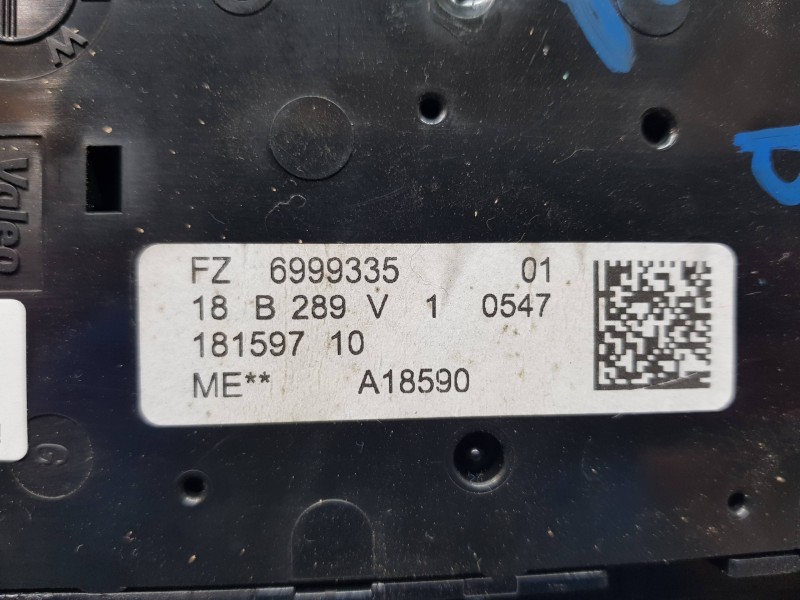 W
Valeo
FZ 6999335 01
18 B 289 V 1 0547
181597 10
ME** A18590
G